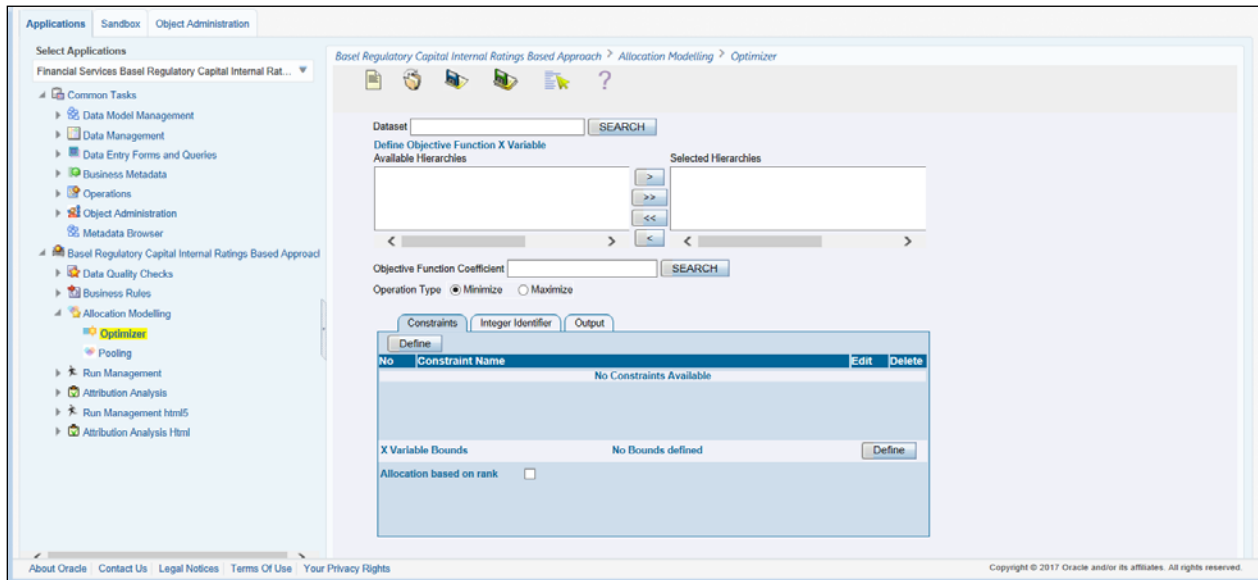 Applications Sandbox Object Administration
Select Applications
Financial Services Basel Regulatory Capital Internal Rat...
Common Tasks
Data Model Management
Data Management
Data Entry Forms and Queries
Business Metadata
Operations
Object Administration
Metadata Browser
Basel Regulatory Capital Internal Ratings Based Approacl
Data Quality Checks
Business Rules
Allocation Modelling
Optimizer
Pooling
Run Management
Attribution Analysis
Run Management html5
Attribution Analysis Html
Basel Regulatory Capital Internal Ratings Based Approach > Allocation Modelling > Optimizer
?
Dataset SEARCH
Define Objective Function X Variable
Available Hierarchies Selected Hierarchies
>
>>
<<
<
Objective Function Coefficient SEARCH
Operation Type Minimize Maximize
Constraints Integer Identifier Output
Define
No Constraint Name Edit Delete
No Constraints Available
X Variable Bounds No Bounds defined Define
Allocation based on rank
About Oracle Contact Us Legal Notices Terms Of Use Your Privacy Rights
Copyright © 2017 Oracle and/or its affiliates. All rights reserved.